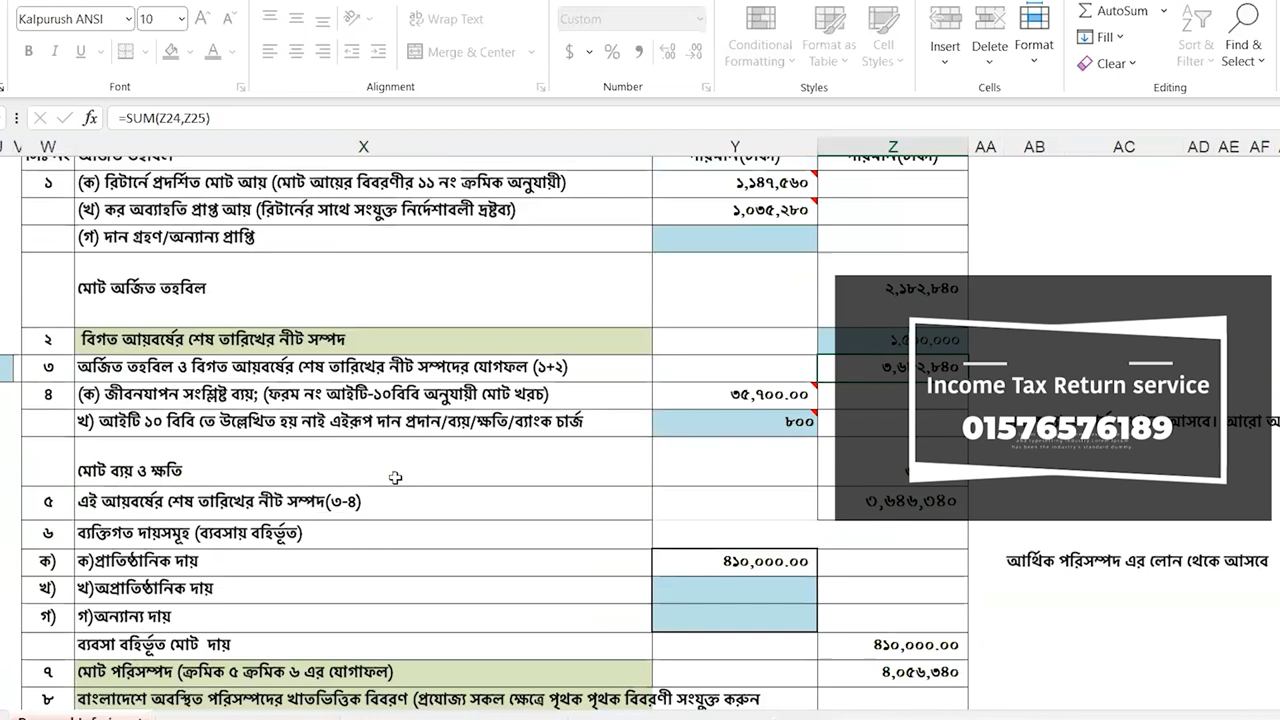 Kalpurush ANSI 10 Wrap Text Custom AutoSum
B I U Merge & Center $ % Conditional Formatting Format as Table Cell Styles Insert Delete Format Fill Clear Sort & Filter Find & Select
Font Alignment Number Styles Cells Editing
fx =SUM(Z24,Z25)
W X Y Z AA AB AC AD AE AF
১ (ক) রিটার্নে প্রদর্শিত মোট আয় (মোট আয়ের বিবরণীর ১১ নং ক্রমিক অনুযায়ী) ১,১৪৭,৫৬০
(খ) কর অব্যাহতি প্রাপ্ত আয় (রিটার্নের সাথে সংযুক্ত নির্দেশাবলী দ্রষ্টব্য) ১,০৩৫,২৮০
(গ) দান গ্রহণ/অন্যান্য প্রাপ্তি
মোট অর্জিত তহবিল ২,১৮২,৮৪০
২ বিগত আয়বর্ষের শেষ তারিখের নীট সম্পদ
৩ অর্জিত তহবিল ও বিগত আয়বর্ষের শেষ তারিখের নীট সম্পদের যোগফল (১+২)
৪ (ক) জীবনযাপন সংশ্লিষ্ট ব্যয়; (ফরম নং আইটি-১০বিবি অনুযায়ী মোট খরচ) ৩৫,৭০০.০০
খ) আইটি ১০ বিবি তে উল্লেখিত হয় নাই এইরূপ দান প্রদান/ব্যয়/ক্ষতি/ব্যাংক চার্জ ৮০০
আসবে। আরো
মোট ব্যয় ও ক্ষতি
৫ এই আয়বর্ষের শেষ তারিখের নীট সম্পদ(৩-৪) ৩,৬৪৬,৩৪০
Income Tax Return service
01576576189
৬ ব্যক্তিগত দায়সমূহ (ব্যবসায় বহির্ভূত)
ক) ক)প্রাতিষ্ঠানিক দায় ৪১০,০০০.০০ আর্থিক পরিসম্পদ এর লোন থেকে আসবে
খ) খ)অপ্রাতিষ্ঠানিক দায়
গ) গ)অন্যান্য দায়
ব্যবসা বহির্ভূত মোট দায় ৪১০,০০০.০০
৭ মোট পরিসম্পদ (ক্রমিক ৫ ক্রমিক ৬ এর যোগাফল) ৪,০৫৬,৩৪০
৮ বাংলাদেশে অবস্থিত পরিসম্পদের খাতভিত্তিক বিবরণ (প্রযোজ্য সকল ক্ষেত্রে পৃথক পৃথক বিবরণী সংযুক্ত করুন